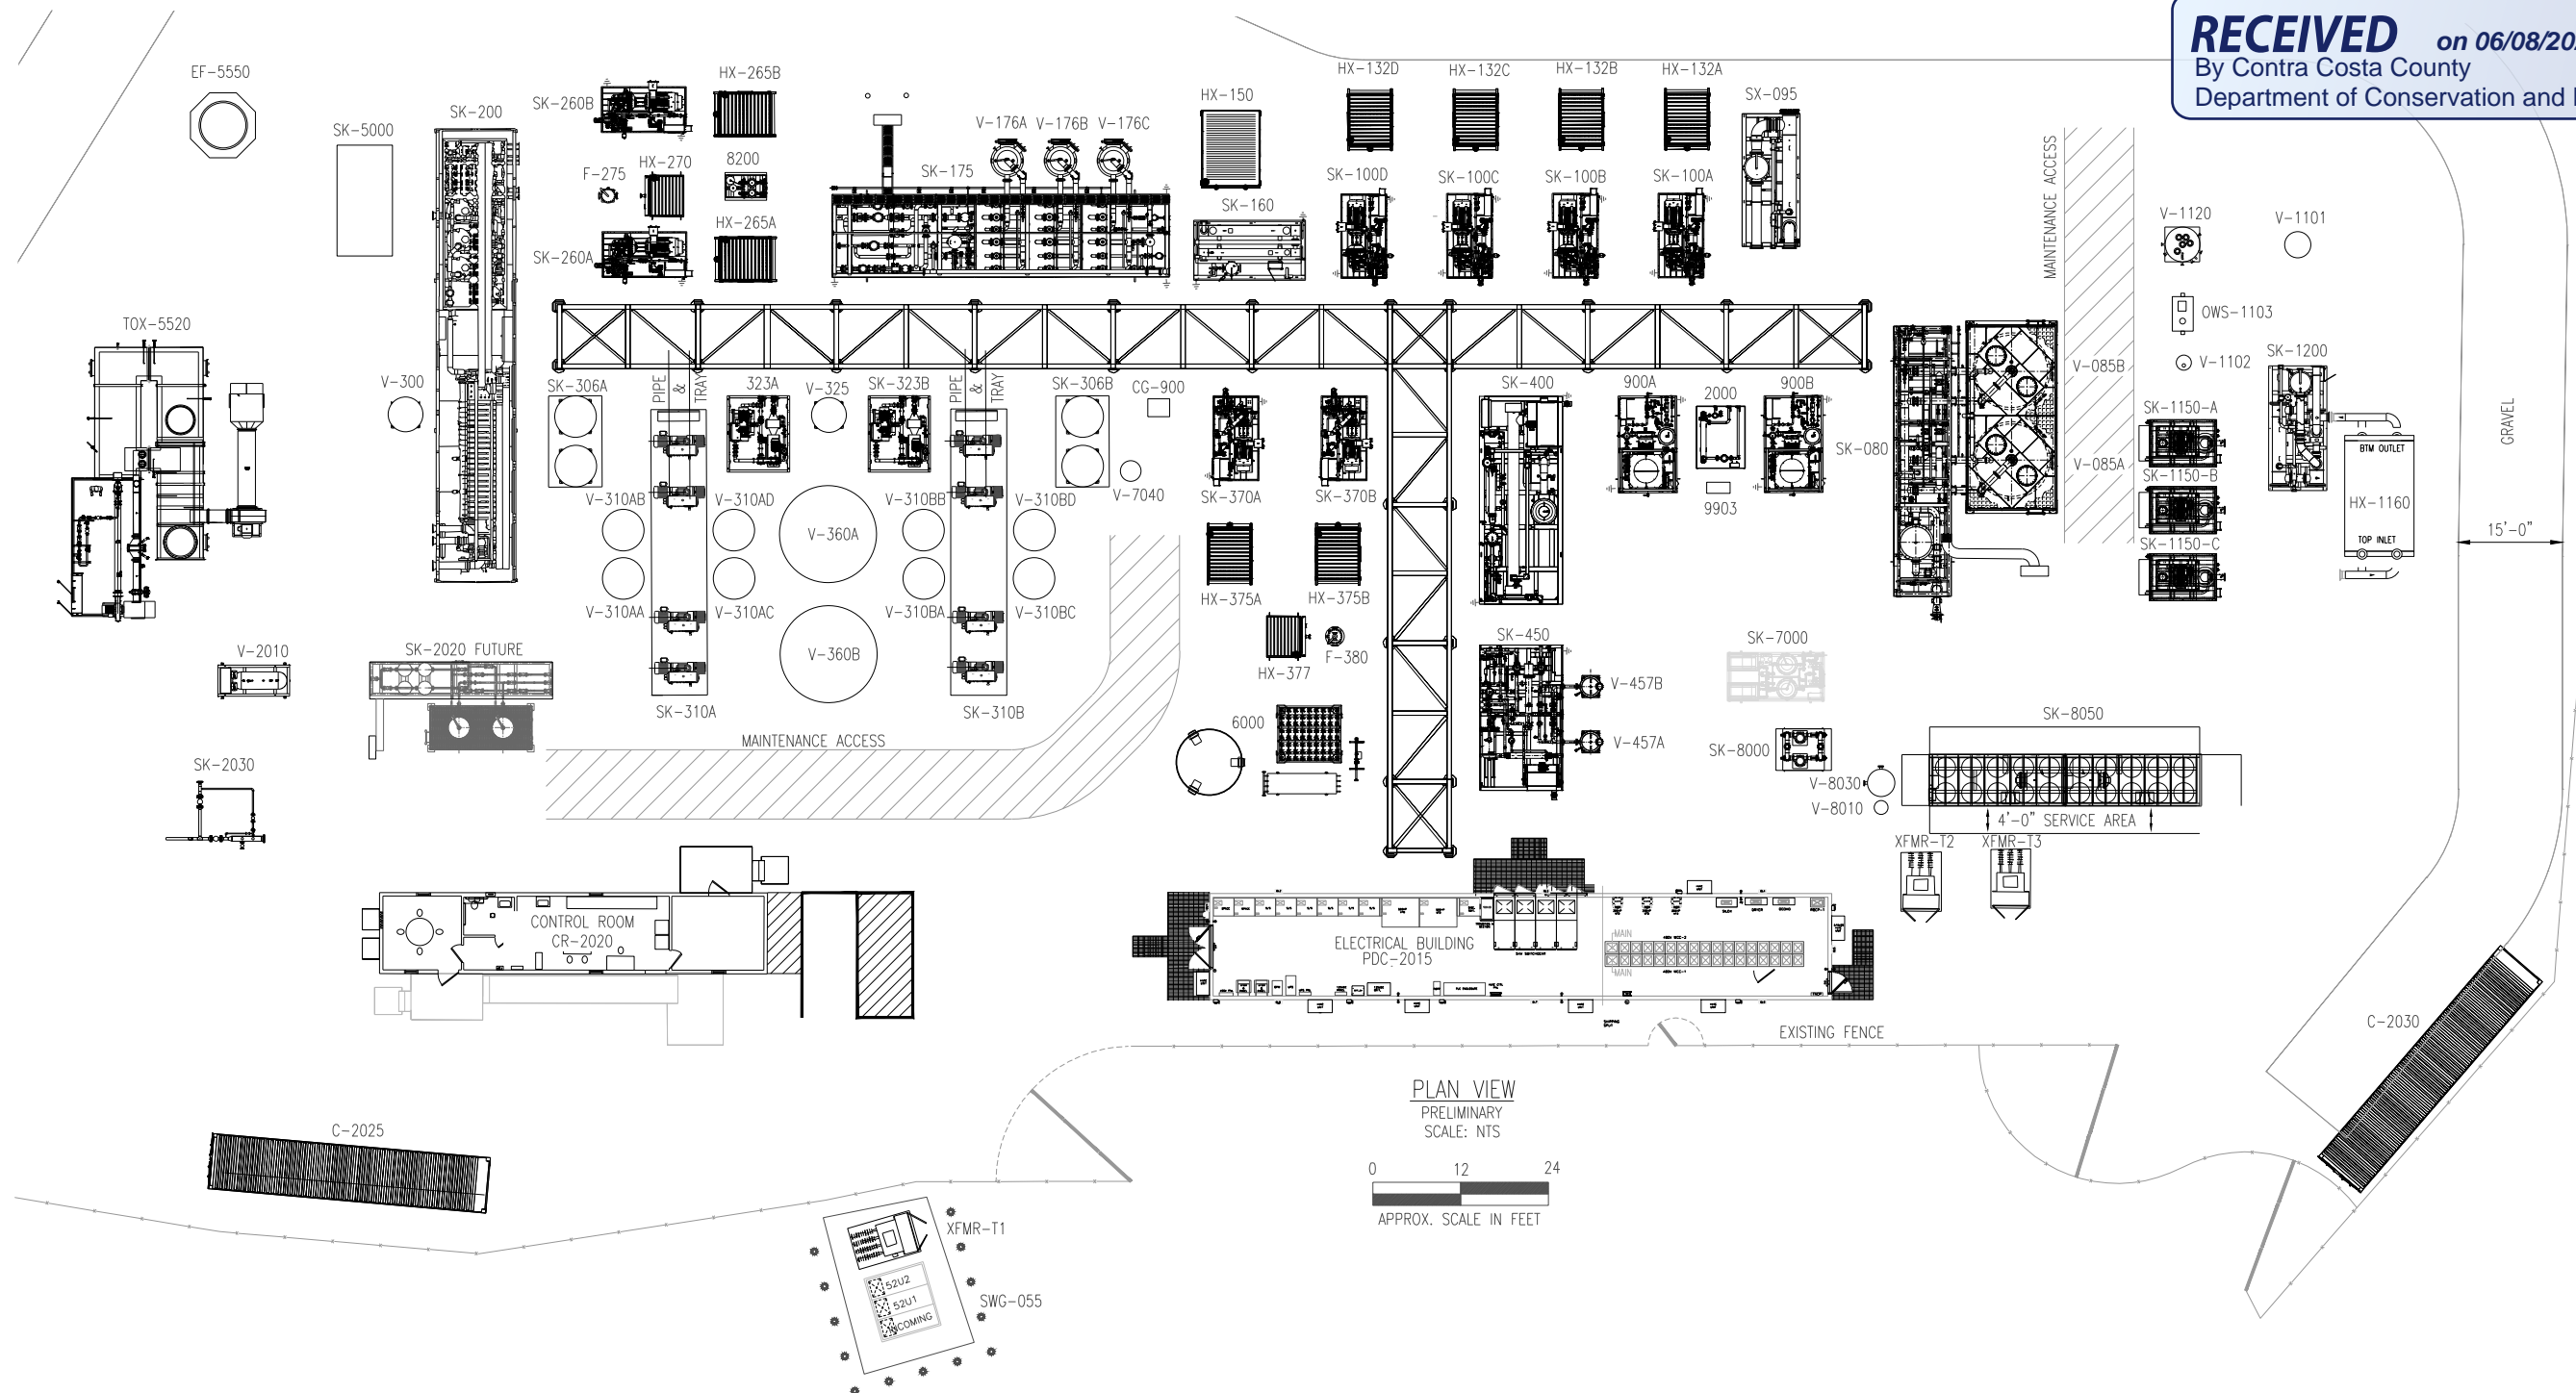 RECEIVED on 06/08/20
By Contra Costa County
Department of Conservation and
EF-5550
SK-5000
SK-200
SK-260B
HX-265B
F-275
HX-270
8200
SK-260A
HX-265A
SK-175
V-176A
V-176B
V-176C
HX-150
SK-160
HX-132D
HX-132C
HX-132B
HX-132A
SK-100D
SK-100C
SK-100B
SK-100A
SX-095
MAINTENANCE ACCESS
V-1120
V-1101
OWS-1103
V-1102
SK-1200
TOX-5520
V-300
SK-306A
PIPE
&
TRAY
323A
V-325
SK-323B
PIPE
&
TRAY
SK-306B
CG-900
V-7040
SK-370A
SK-370B
SK-400
900A
2000
900B
9903
SK-080
V-085B
V-085A
SK-1150-A
SK-1150-B
SK-1150-C
BTM OUTLET
HX-1160
TOP INLET
GRAVEL
15'-0"
V-310AB
V-310AD
V-310BB
V-310BD
V-360A
V-310AA
V-310AC
V-310BA
V-310BC
V-360B
HX-375A
HX-375B
HX-377
F-380
V-2010
SK-2020 FUTURE
SK-310A
SK-310B
MAINTENANCE ACCESS
6000
SK-450
V-457B
V-457A
SK-7000
SK-8000
SK-8050
V-8030
V-8010
4'-0" SERVICE AREA
XFMR-T2
XFMR-T3
SK-2030
CONTROL ROOM
CR-2020
ELECTRICAL BUILDING
PDC-2015
MAIN
MAIN
EXISTING FENCE
C-2030
C-2025
PLAN VIEW
PRELIMINARY
SCALE: NTS
0 12 24
APPROX. SCALE IN FEET
XFMR-T1
52U2
52U1
INCOMING
SWG-055